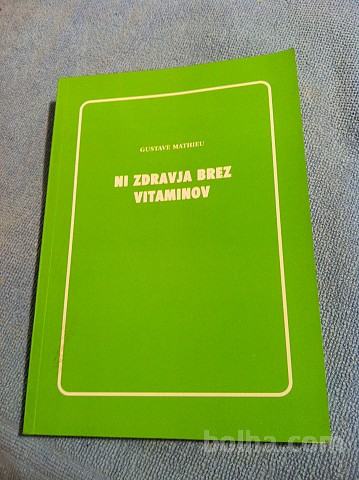 GUSTAVE MATHIEU
NI ZDRAVJA BREZ
VITAMINOV
bolha.com